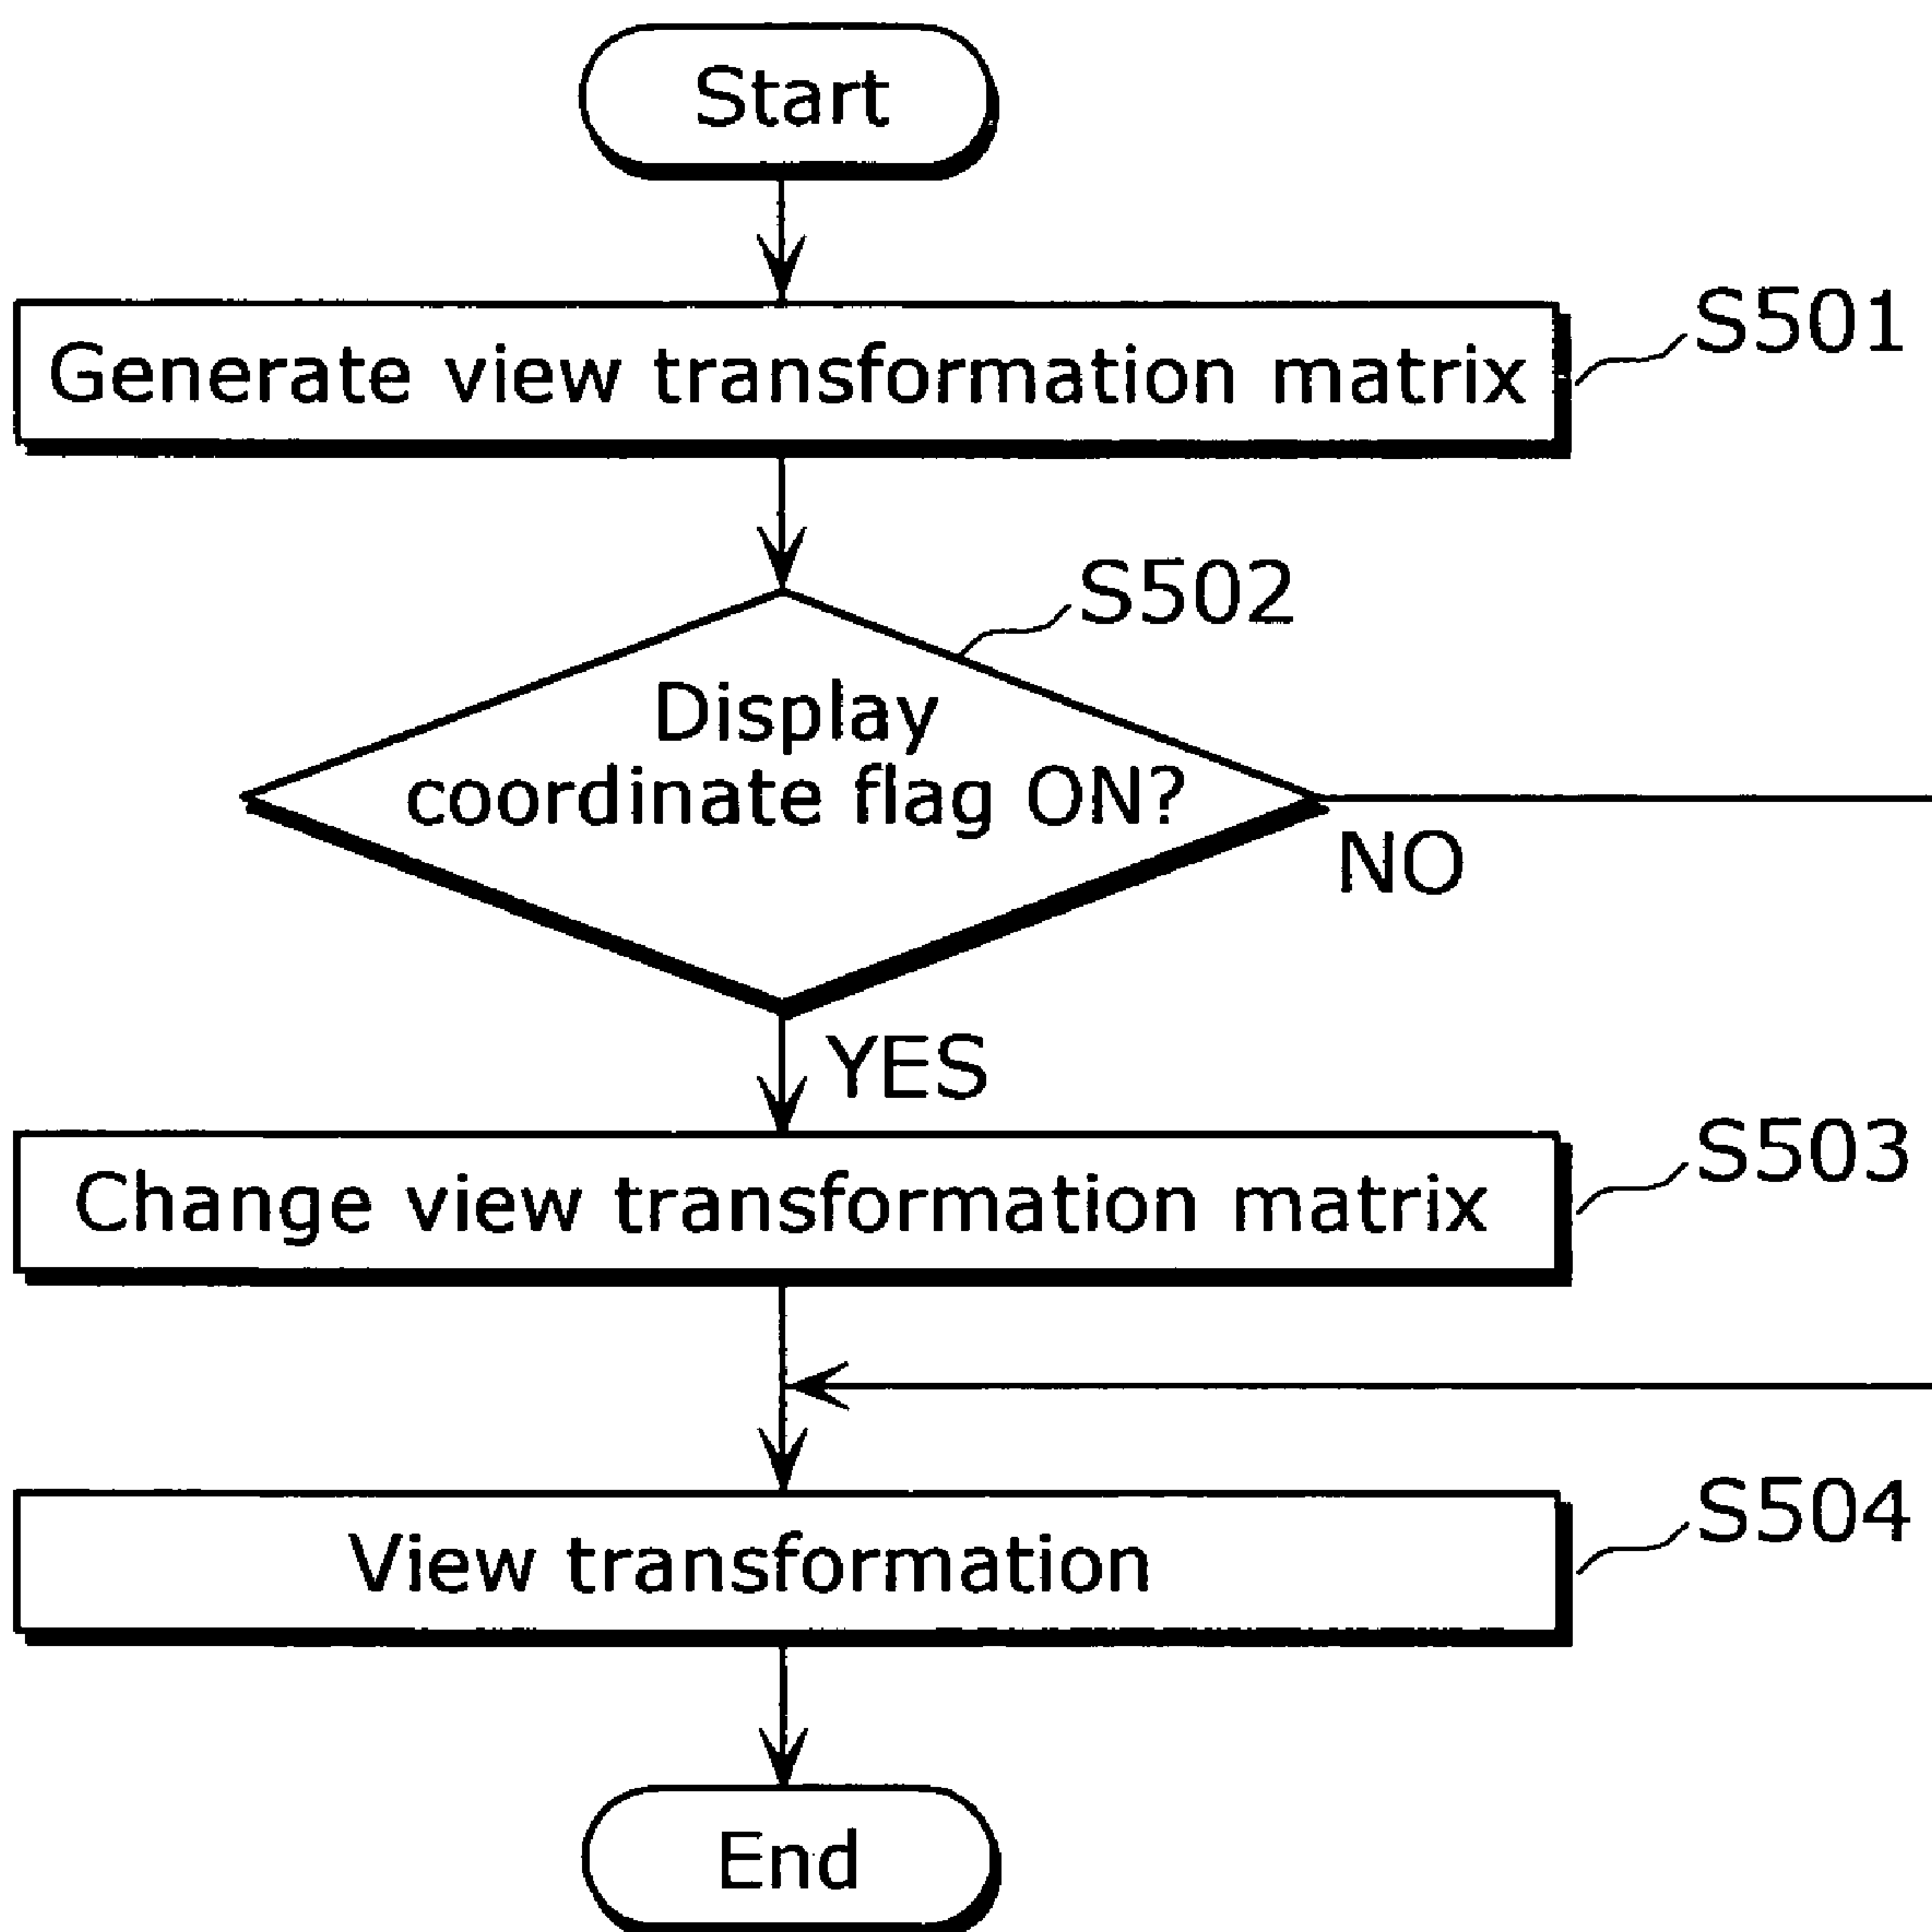 Start
Generate view transformation matrix
S501
S502
Display
coordinate flag ON?
NO
YES
Change view transformation matrix
S503
View transformation
S504
End